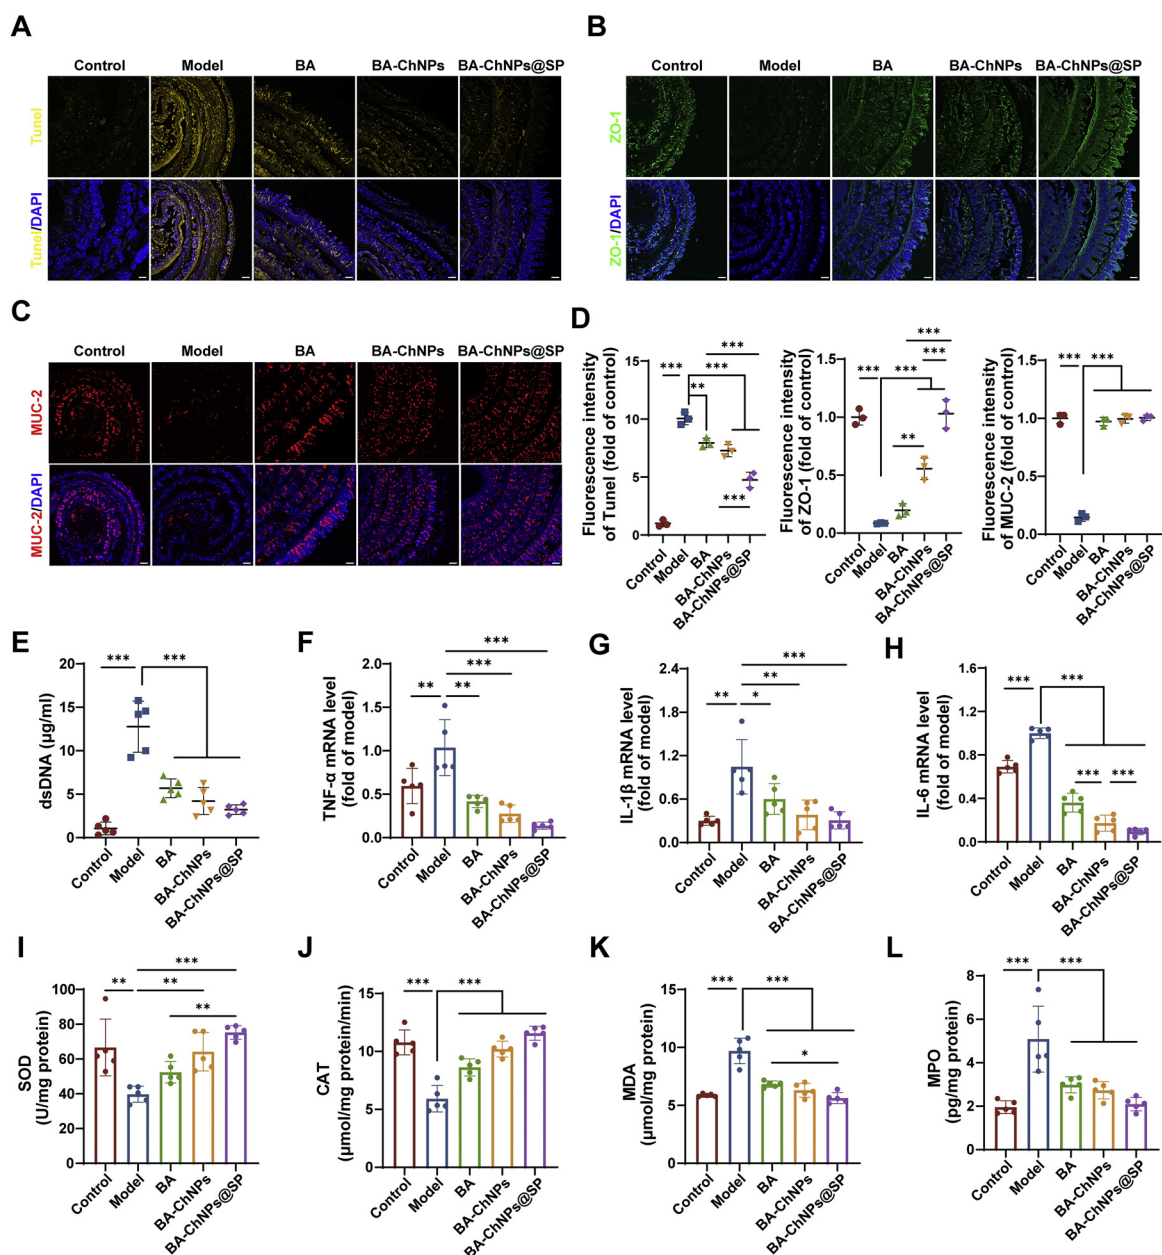 A
Control Model BA BA-ChNPs BA-ChNPs@SP
Tunel
Tunel/DAPI
B
Control Model BA BA-ChNPs BA-ChNPs@SP
ZO-1
ZO-1/DAPI
C
Control Model BA BA-ChNPs BA-ChNPs@SP
MUC-2
MUC-2/DAPI
D
Fluorescence intensity
of Tunel (fold of control)
15
10
5
0
***
***
***
**
***
Control Model BA BA-ChNPs BA-ChNPs@SP
Fluorescence intensity
of ZO-1 (fold of control)
1.5
1.0
0.5
0.0
***
***
***
***
**
Control Model BA BA-ChNPs BA-ChNPs@SP
Fluorescence intensity
of MUC-2 (fold of control)
1.5
1.0
0.5
0.0
*** ***
Control Model BA BA-ChNPs BA-ChNPs@SP
E
dsDNA (µg/ml)
20
15
10
5
0
*** ***
Control Model BA BA-ChNPs BA-ChNPs@SP
F
TNF-α mRNA level
(fold of model)
2.0
1.5
1.0
0.5
0.0
***
***
** **
Control Model BA BA-ChNPs BA-ChNPs@SP
G
IL-1β mRNA level
(fold of model)
2.4
1.8
1.2
0.6
0.0
***
**
** *
Control Model BA BA-ChNPs BA-ChNPs@SP
H
IL-6 mRNA level
(fold of model)
1.6
1.2
0.8
0.4
0.0
*** ***
*** ***
Control Model BA BA-ChNPs BA-ChNPs@SP
I
SOD
(U/mg protein)
100
80
60
40
20
0
***
** **
**
Control Model BA BA-ChNPs BA-ChNPs@SP
J
CAT
(µmol/mg protein/min)
15
10
5
0
*** ***
Control Model BA BA-ChNPs BA-ChNPs@SP
K
MDA
(µmol/mg protein)
15
10
5
0
*** ***
*
Control Model BA BA-ChNPs BA-ChNPs@SP
L
MPO
(pg/mg protein)
8
6
4
2
0
*** ***
Control Model BA BA-ChNPs BA-ChNPs@SP